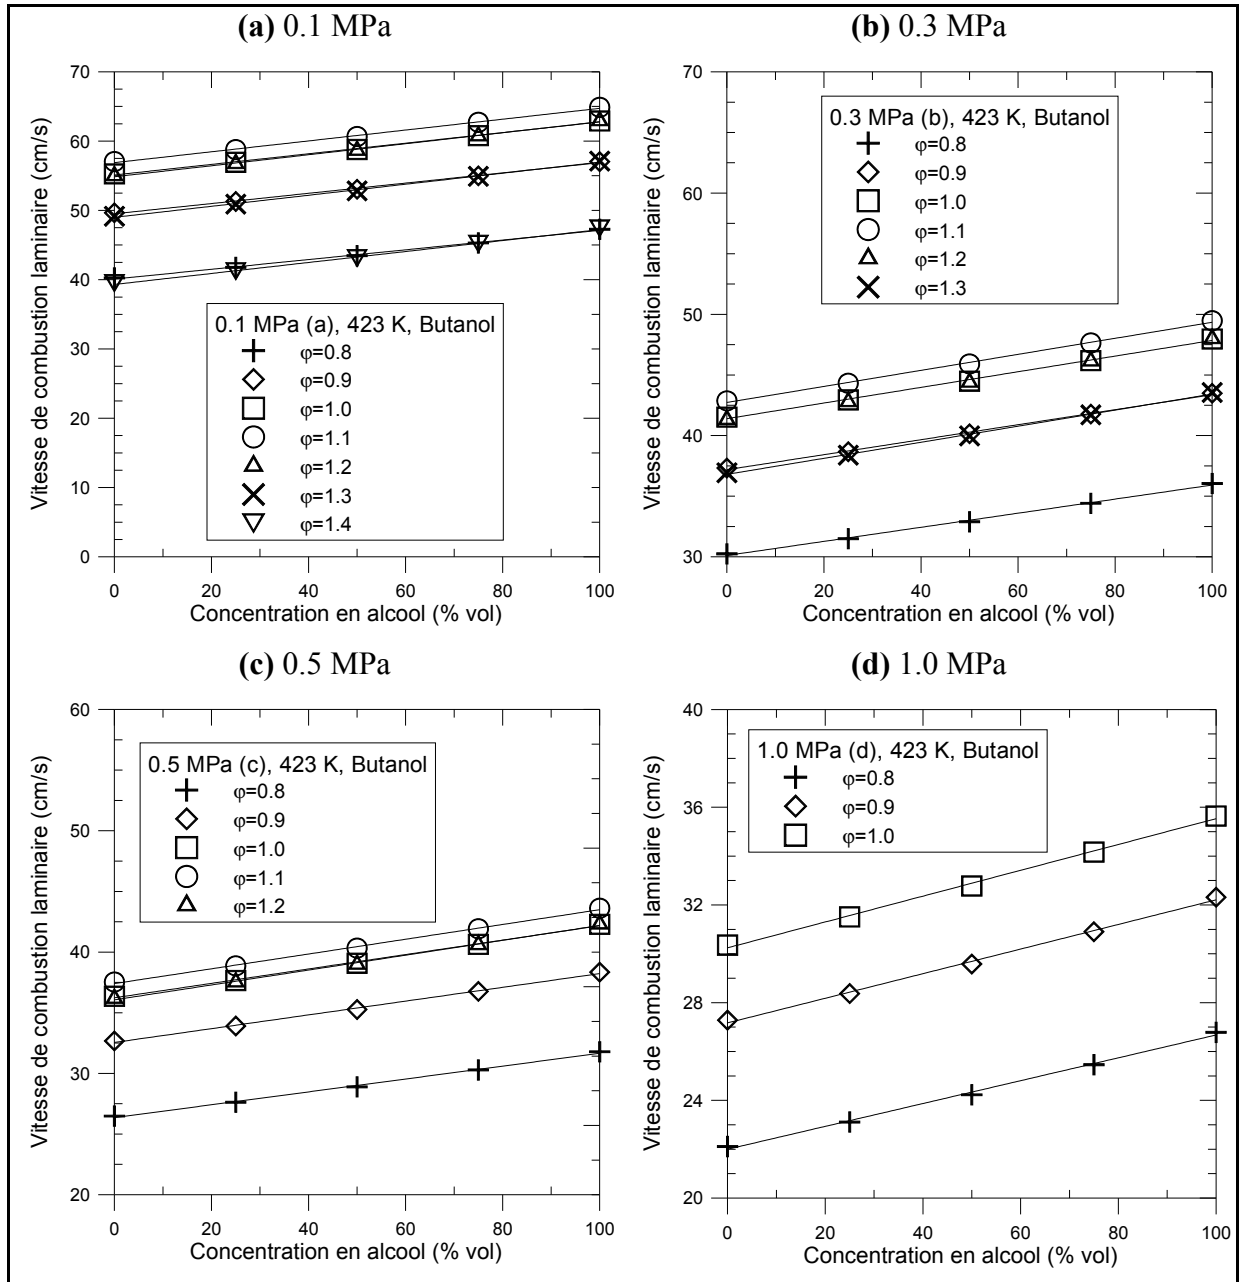 (a) 0.1 MPa
70
60
50
40
30
20
10
0
0 20 40 60 80 100
Vitesse de combustion laminaire (cm/s)
Concentration en alcool (% vol)
0.1 MPa (a), 423 K, Butanol
φ=0.8
φ=0.9
φ=1.0
φ=1.1
φ=1.2
φ=1.3
φ=1.4
(b) 0.3 MPa
70
60
50
40
30
0 20 40 60 80 100
Vitesse de combustion laminaire (cm/s)
Concentration en alcool (% vol)
0.3 MPa (b), 423 K, Butanol
φ=0.8
φ=0.9
φ=1.0
φ=1.1
φ=1.2
φ=1.3
(c) 0.5 MPa
60
50
40
30
20
0 20 40 60 80 100
Vitesse de combustion laminaire (cm/s)
Concentration en alcool (% vol)
0.5 MPa (c), 423 K, Butanol
φ=0.8
φ=0.9
φ=1.0
φ=1.1
φ=1.2
(d) 1.0 MPa
40
36
32
28
24
20
0 20 40 60 80 100
Vitesse de combustion laminaire (cm/s)
Concentration en alcool (% vol)
1.0 MPa (d), 423 K, Butanol
φ=0.8
φ=0.9
φ=1.0